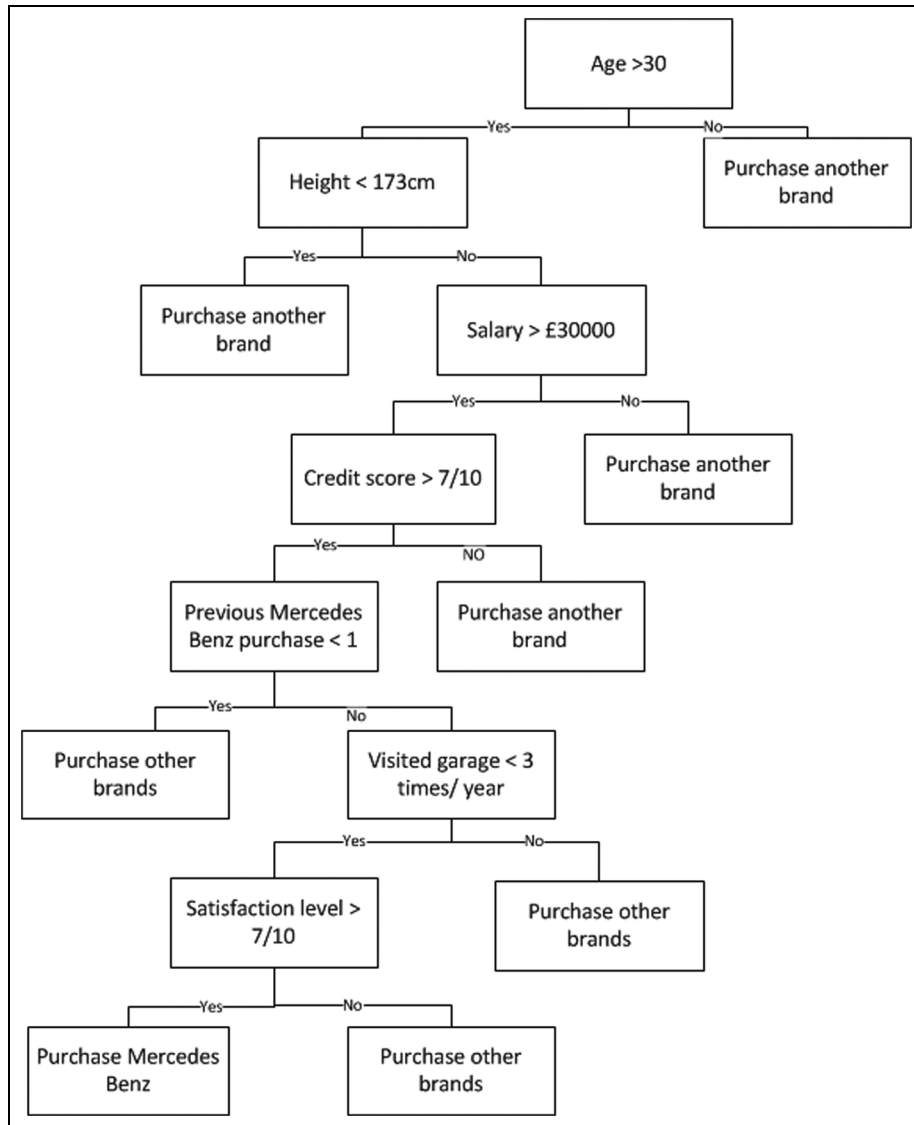 Age >30
Yes
No
Height < 173cm
Purchase another
brand
Yes
No
Purchase another
brand
Salary > £30000
Yes
No
Credit score > 7/10
Purchase another
brand
Yes
NO
Previous Mercedes
Benz purchase < 1
Purchase another
brand
Yes
No
Purchase other
brands
Visited garage < 3
times/ year
Yes
No
Satisfaction level >
7/10
Purchase other
brands
Yes
No
Purchase Mercedes
Benz
Purchase other
brands